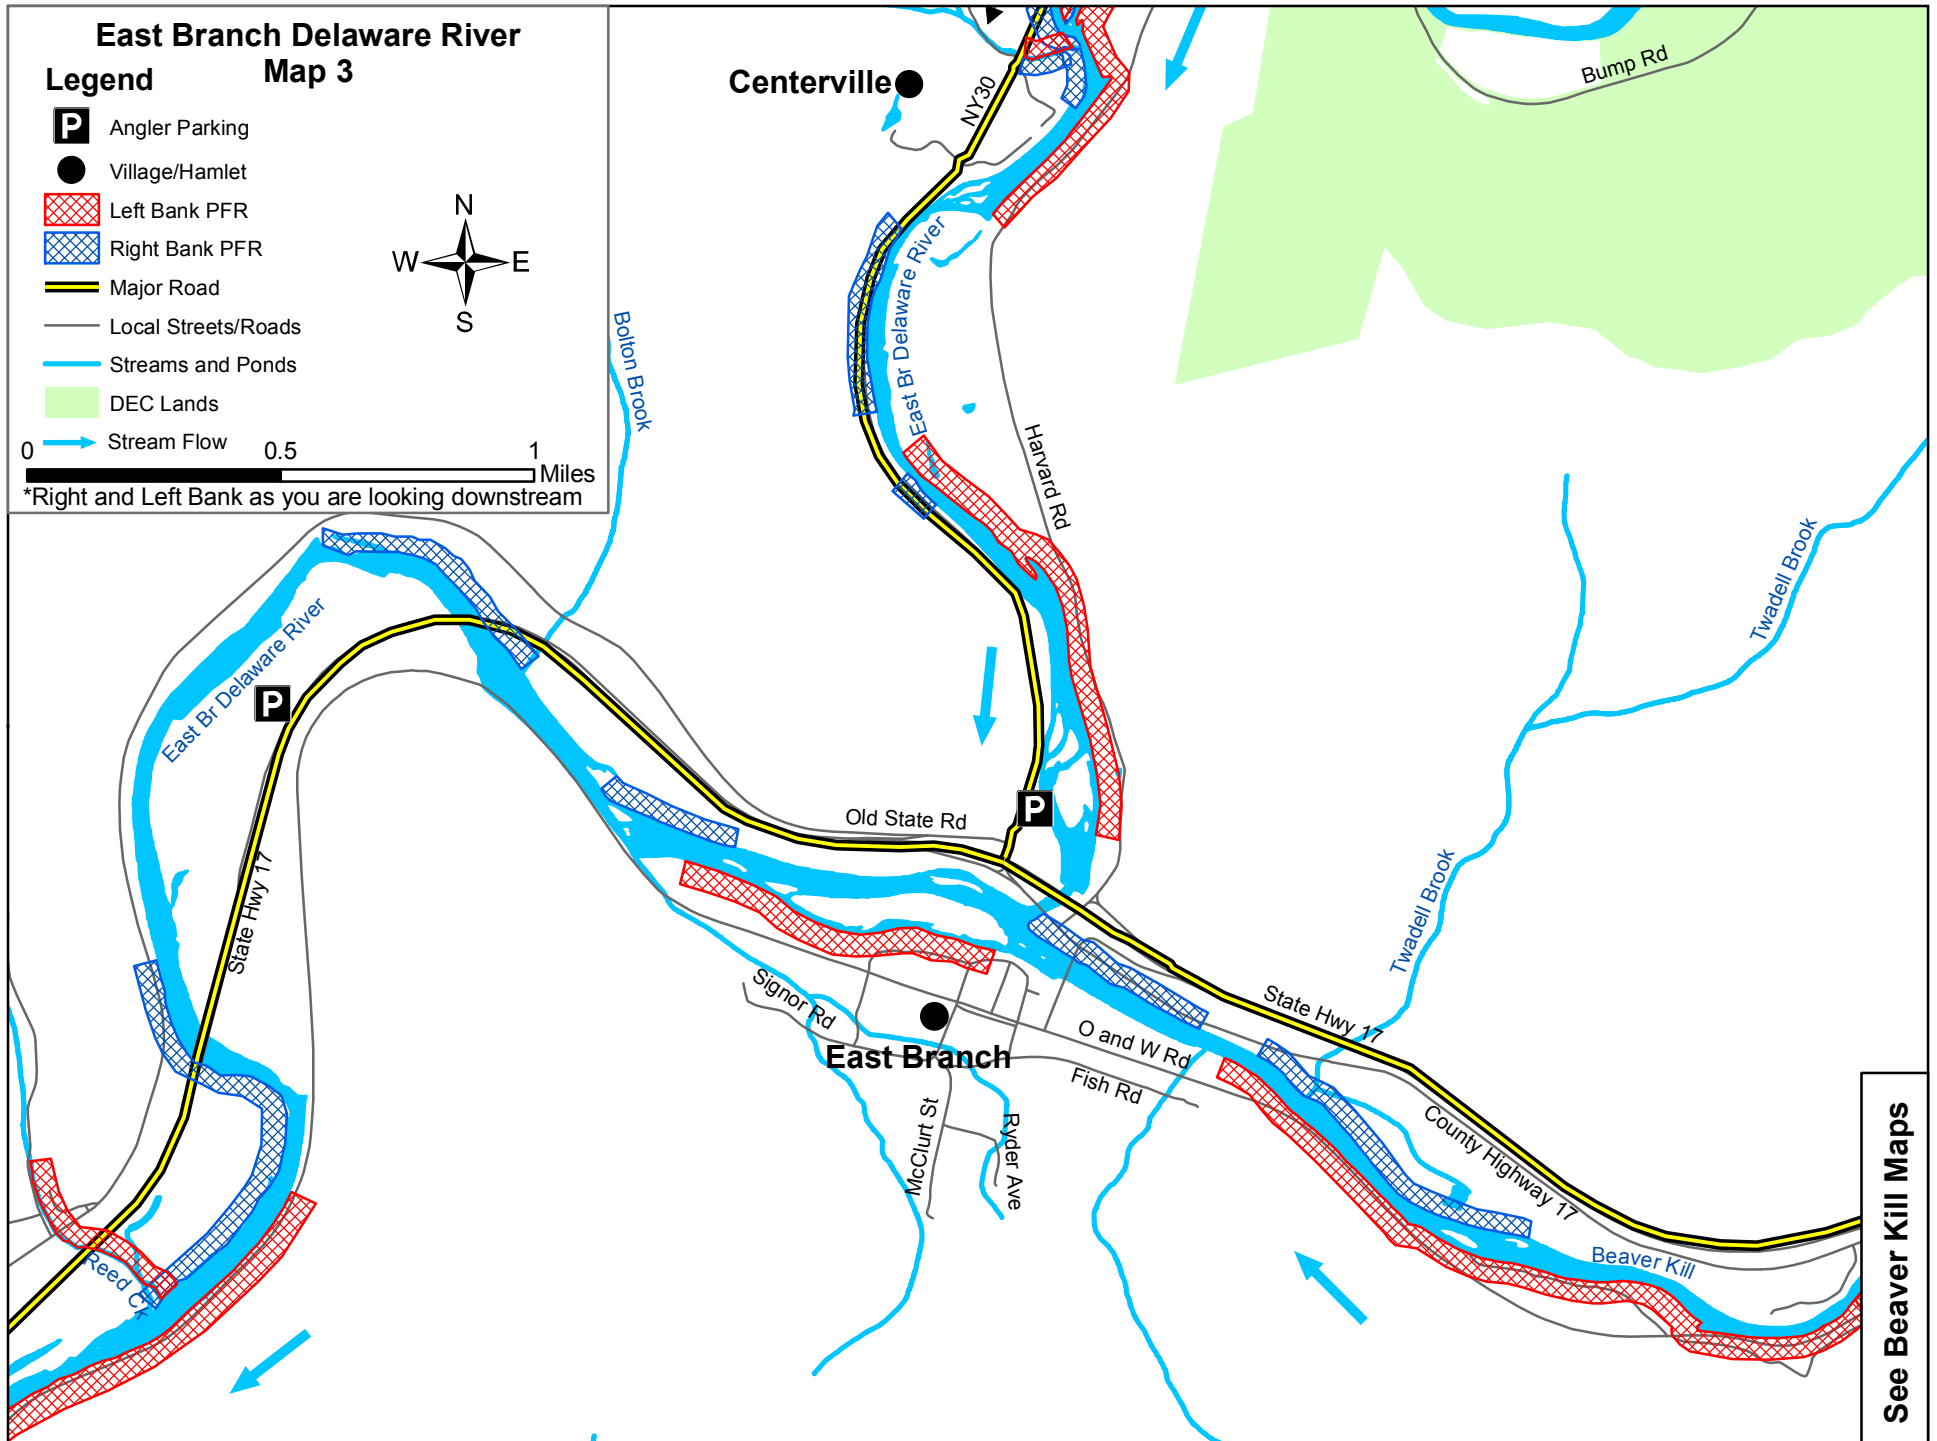 East Branch Delaware River
Map 3
Legend
P Angler Parking
Village/Hamlet
Left Bank PFR
Right Bank PFR
Major Road
Local Streets/Roads
Streams and Ponds
DEC Lands
Stream Flow
N
W E
S
0 0.5 1
Miles
*Right and Left Bank as you are looking downstream
Centerville
NY30
Bump Rd
East Br Delaware River
Bolton Brook
Harvard Rd
Twadell Brook
East Br Delaware River
P
P
Old State Rd
State Hwy 17
Twadell Brook
Signor Rd
East Branch
O and W Rd
Fish Rd
State Hwy 17
McClurt St
Ryder Ave
County Highway 17
Beaver Kill
Reed Ck
See Beaver Kill Maps